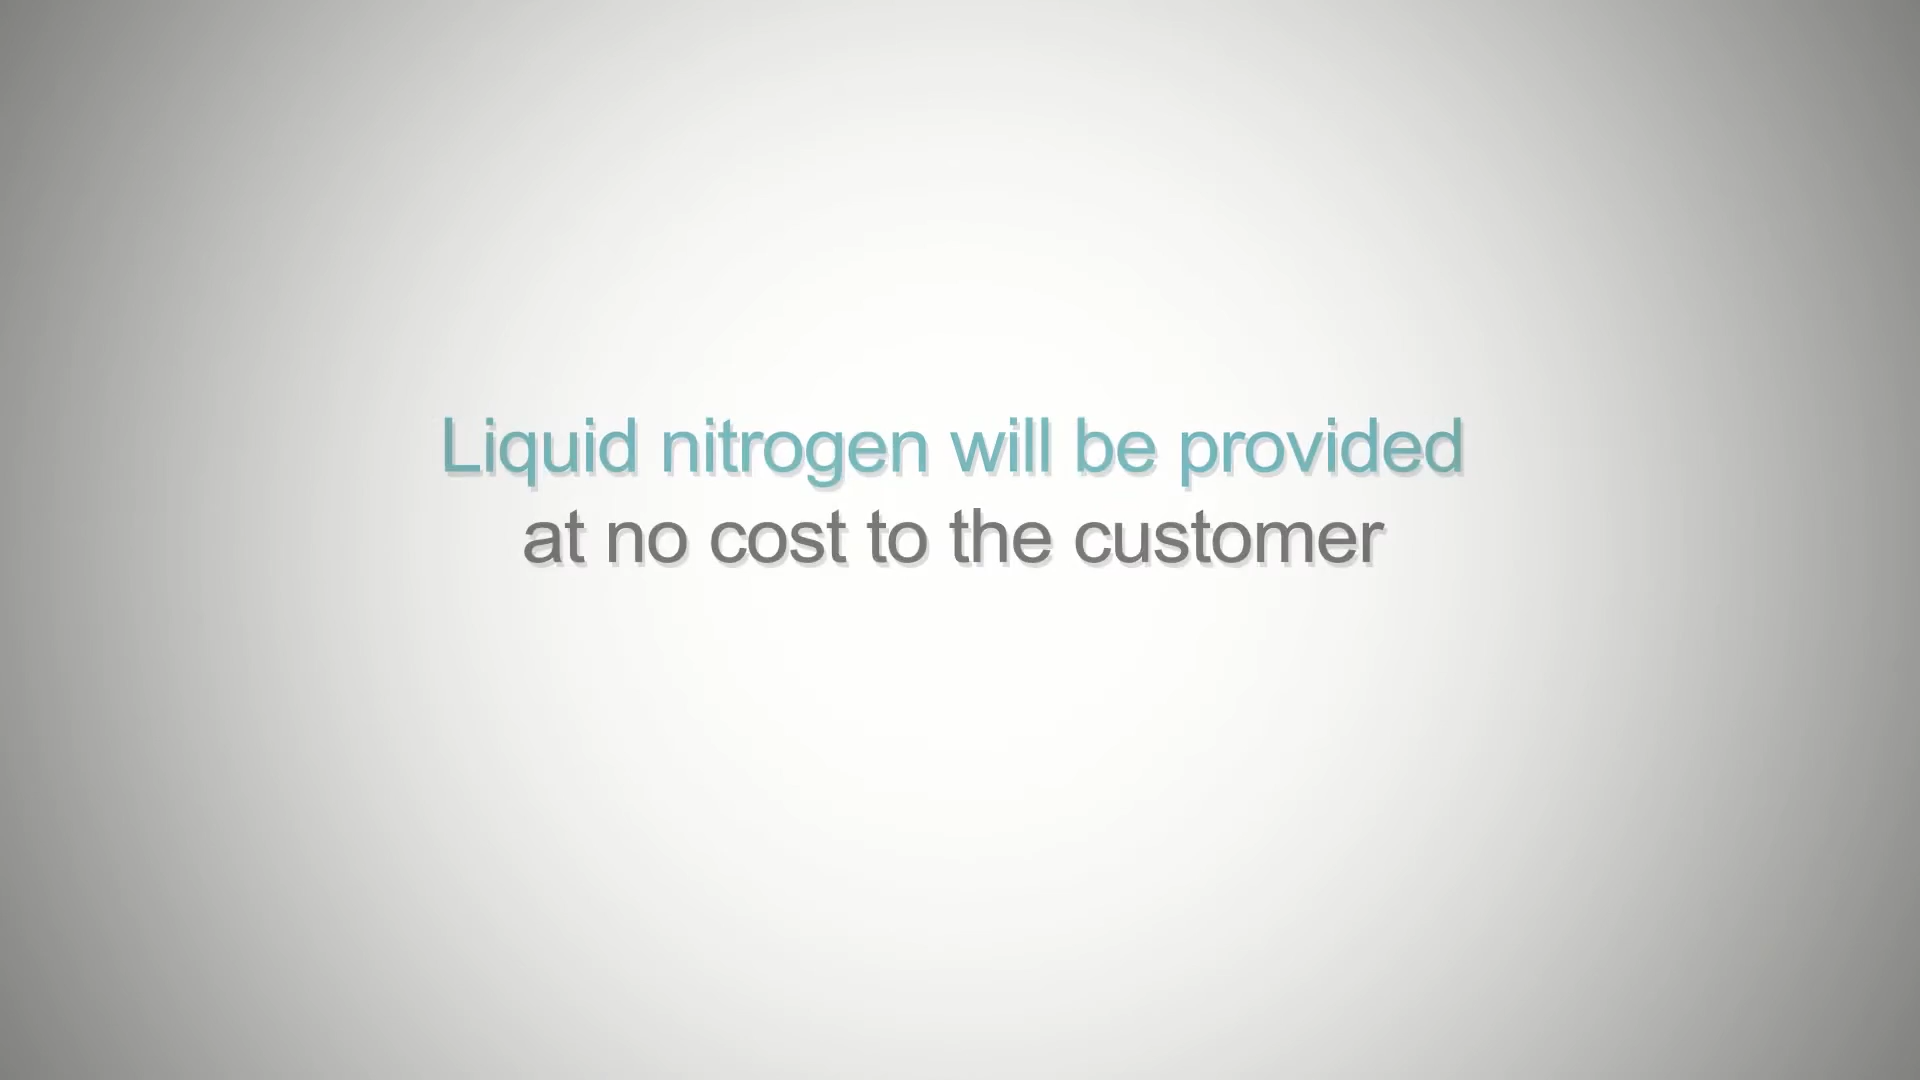 Liquid nitrogen will be provided
at no cost to the customer